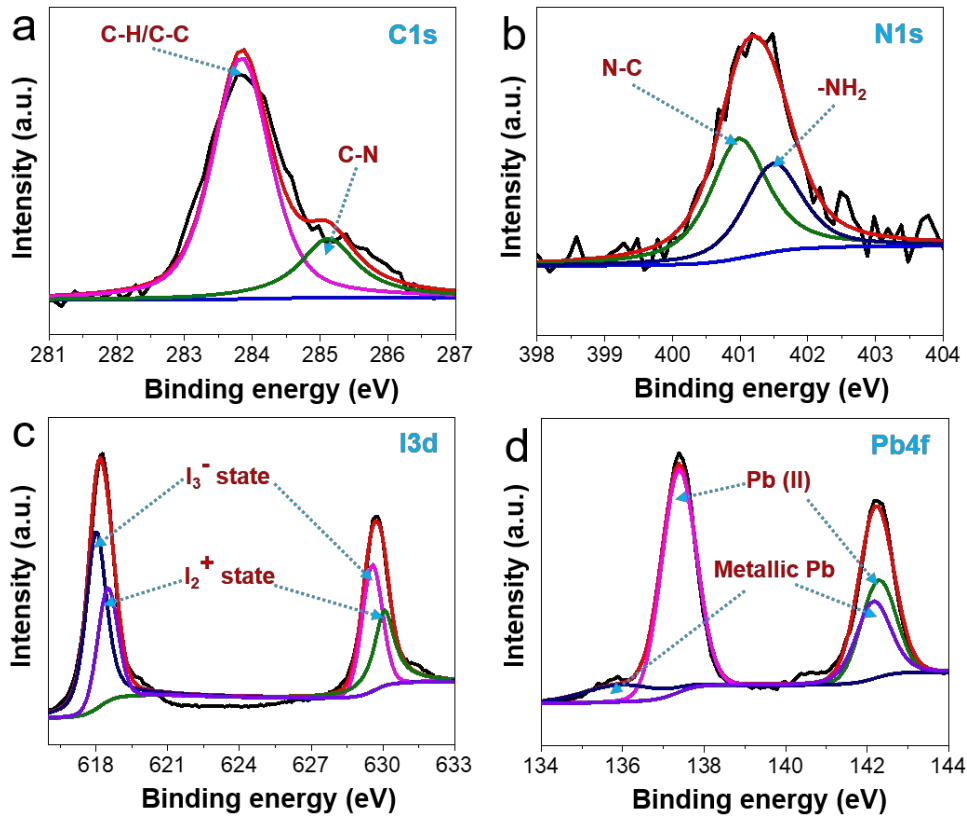 a
C1s
C-H/C-C
C-N
Intensity (a.u.)
281 282 283 284 285 286 287
Binding energy (eV)
b
N1s
N-C
-NH₂
Intensity (a.u.)
398 399 400 401 402 403 404
Binding energy (eV)
c
I3d
I₃⁻ state
I₂⁺ state
Intensity (a.u.)
618 621 624 627 630 633
Binding energy (eV)
d
Pb4f
Pb (II)
Metallic Pb
Intensity (a.u.)
134 136 138 140 142 144
Binding energy (eV)